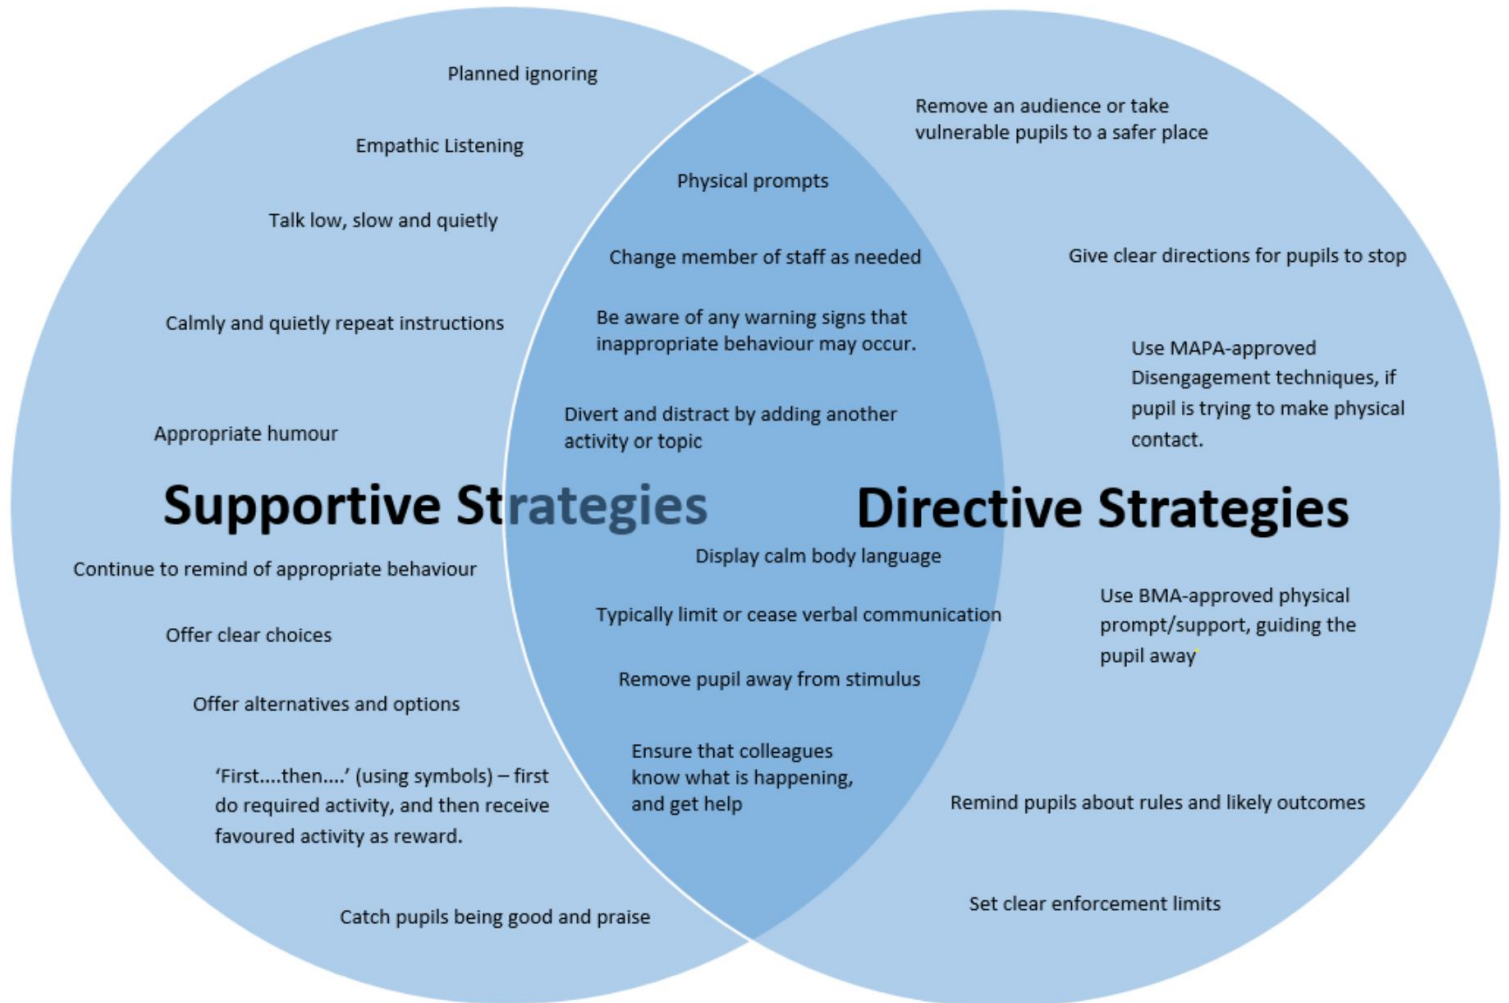 Planned ignoring
Empathic Listening
Talk low, slow and quietly
Calmly and quietly repeat instructions
Appropriate humour
Supportive Strategies
Continue to remind of appropriate behaviour
Offer clear choices
Offer alternatives and options
‘First....then....’ (using symbols) – first
do required activity, and then receive
favoured activity as reward.
Catch pupils being good and praise
Physical prompts
Change member of staff as needed
Be aware of any warning signs that
inappropriate behaviour may occur.
Divert and distract by adding another
activity or topic
Display calm body language
Typically limit or cease verbal communication
Remove pupil away from stimulus
Ensure that colleagues
know what is happening,
and get help
Remove an audience or take
vulnerable pupils to a safer place
Give clear directions for pupils to stop
Use MAPA-approved
Disengagement techniques, if
pupil is trying to make physical
contact.
Directive Strategies
Use BMA-approved physical
prompt/support, guiding the
pupil away
Remind pupils about rules and likely outcomes
Set clear enforcement limits